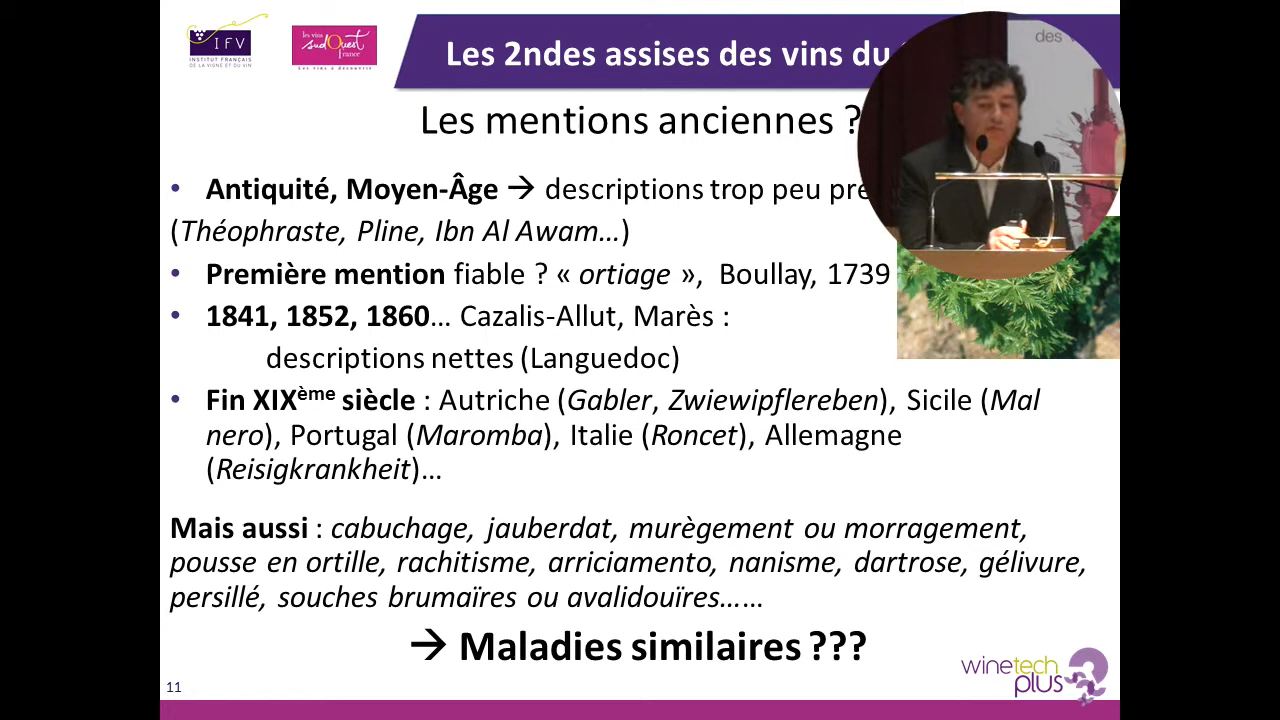 IFV
INSTITUT FRANÇAIS
DE LA VIGNE ET DU VIN
les vins
sudOuest
france
LES VINS À DÉCOUVRIR
Les 2ndes assises des vins du
des
Les mentions anciennes ?
• Antiquité, Moyen-Âge → descriptions trop peu
(Théophraste, Pline, Ibn Al Awam…)
• Première mention fiable ? « ortiage », Boullay, 1739
• 1841, 1852, 1860… Cazalis-Allut, Marès :
descriptions nettes (Languedoc)
• Fin XIXème siècle : Autriche (Gabler, Zwiewipflereben), Sicile (Mal
nero), Portugal (Maromba), Italie (Roncet), Allemagne
(Reisigkrankheit)…
Mais aussi : cabuchage, jauberdat, murègement ou morragement,
pousse en ortille, rachitisme, arriciamento, nanisme, dartrose, gélivure,
persillé, souches brumaïres ou avalidouïres……
→ Maladies similaires ???
winetech
plus
11